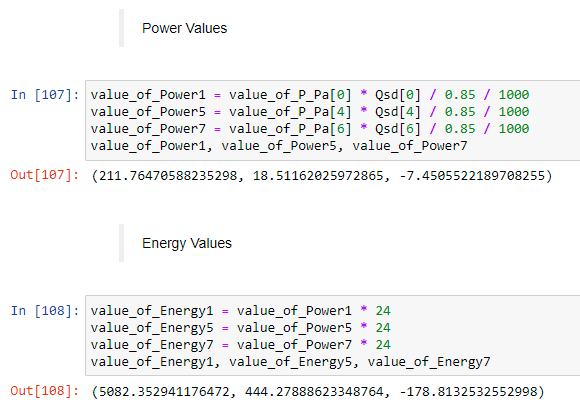 Power Values
In [107]: value_of_Power1 = value_of_P_Pa[0] * Qsd[0] / 0.85 / 1000
value_of_Power5 = value_of_P_Pa[4] * Qsd[4] / 0.85 / 1000
value_of_Power7 = value_of_P_Pa[6] * Qsd[6] / 0.85 / 1000
value_of_Power1, value_of_Power5, value_of_Power7
Out[107]: (211.76470588235298, 18.51162025972865, -7.4505522189708255)
Energy Values
In [108]: value_of_Energy1 = value_of_Power1 * 24
value_of_Energy5 = value_of_Power5 * 24
value_of_Energy7 = value_of_Power7 * 24
value_of_Energy1, value_of_Energy5, value_of_Energy7
Out[108]: (5082.352941176472, 444.27888623348764, -178.8132532552998)